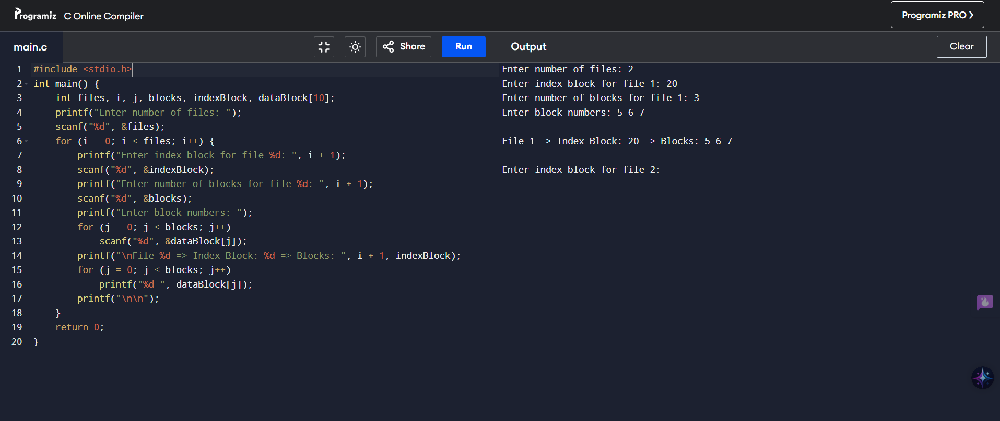 Programiz C Online Compiler
Programiz PRO >
main.c
Share
Run
Output
Clear
1 #include <stdio.h>
2 int main() {
3     int files, i, j, blocks, indexBlock, dataBlock[10];
4     printf("Enter number of files: ");
5     scanf("%d", &files);
6     for (i = 0; i < files; i++) {
7         printf("Enter index block for file %d: ", i + 1);
8         scanf("%d", &indexBlock);
9         printf("Enter number of blocks for file %d: ", i + 1);
10         scanf("%d", &blocks);
11         printf("Enter block numbers: ");
12         for (j = 0; j < blocks; j++)
13             scanf("%d", &dataBlock[j]);
14         printf("\nFile %d => Index Block: %d => Blocks: ", i + 1, indexBlock);
15         for (j = 0; j < blocks; j++)
16             printf("%d ", dataBlock[j]);
17         printf("\n\n");
18     }
19     return 0;
20 }
Enter number of files: 2
Enter index block for file 1: 20
Enter number of blocks for file 1: 3
Enter block numbers: 5 6 7
File 1 => Index Block: 20 => Blocks: 5 6 7
Enter index block for file 2: